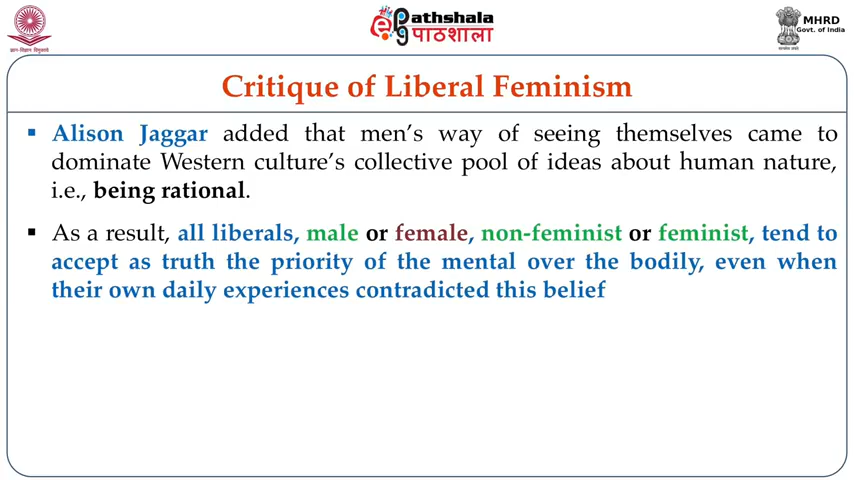 ePathshala
पाठशाला
MHRD
Govt. of India
Critique of Liberal Feminism
▪ Alison Jaggar added that men’s way of seeing themselves came to
dominate Western culture’s collective pool of ideas about human nature,
i.e., being rational.
▪ As a result, all liberals, male or female, non-feminist or feminist, tend to
accept as truth the priority of the mental over the bodily, even when
their own daily experiences contradicted this belief